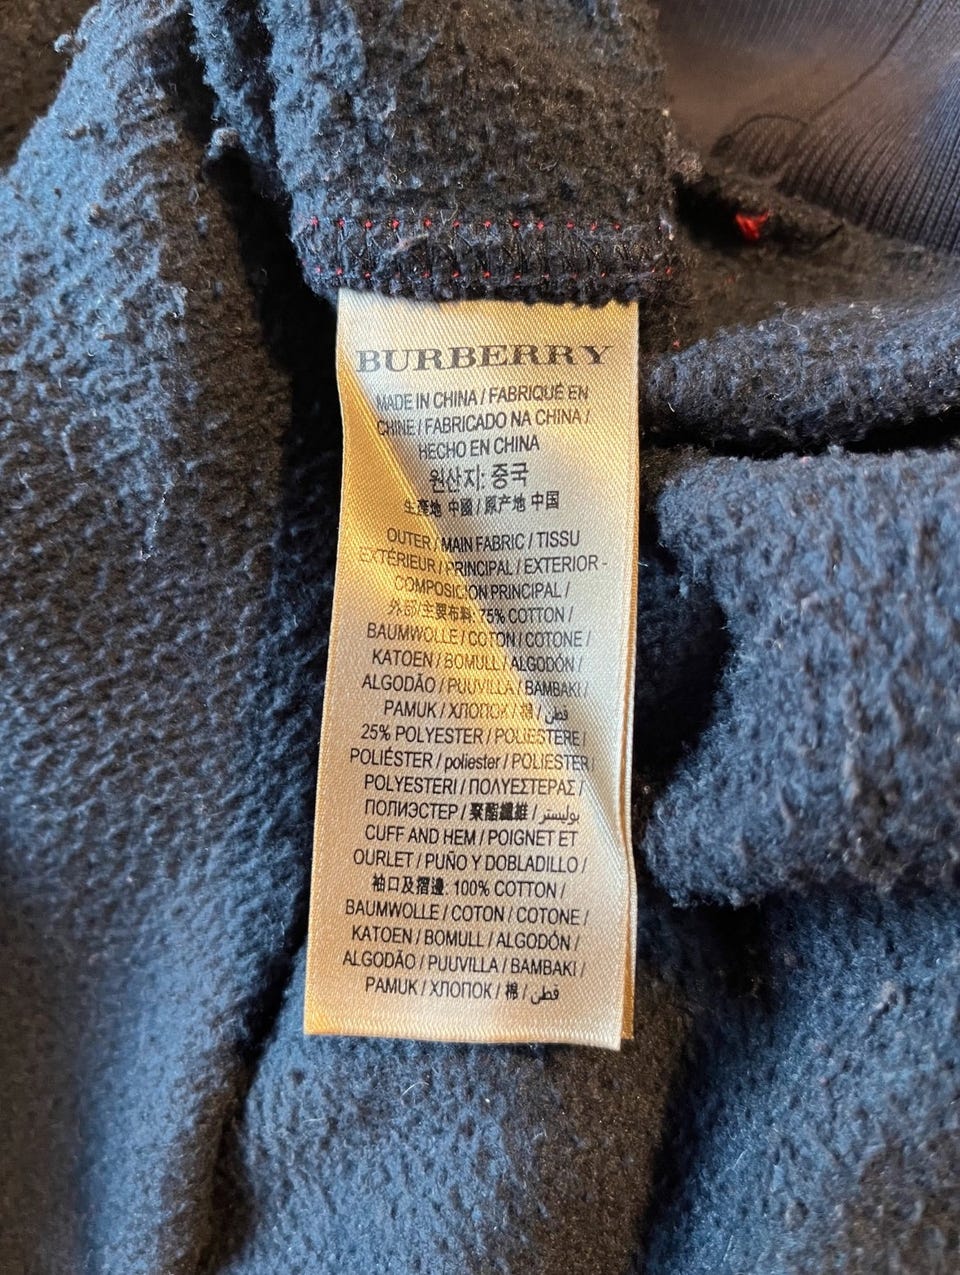 BURBERRY
MADE IN CHINA / FABRIQUÉ EN
CHINE / FABRICADO NA CHINA /
HECHO EN CHINA
원산지: 중국
生產地 中國 / 原产地 中国
OUTER / MAIN FABRIC / TISSU
EXTÉRIEUR / PRINCIPAL / EXTERIOR -
COMPOSICIÓN PRINCIPAL /
外部/主要布料: 75% COTTON /
BAUMWOLLE / COTON / COTONE /
KATOEN / BOMULL / ALGODÓN /
ALGODÃO / PUUVILLA / BAMBAKI /
PAMUK / ХЛОПОК / 棉 / قطن
25% POLYESTER / POLIESTERE /
POLIÉSTER / poliester / POLIESTER /
POLYESTERI / ΠΟΛΥΕΣΤΕΡΑΣ /
ПОЛИЭСТЕР / 聚酯纖維 / بوليستر
CUFF AND HEM / POIGNET ET
OURLET / PUÑO Y DOBLADILLO /
袖口及摺邊: 100% COTTON /
BAUMWOLLE / COTON / COTONE /
KATOEN / BOMULL / ALGODÓN /
ALGODÃO / PUUVILLA / BAMBAKI /
PAMUK / ХЛОПОК / 棉 / قطن